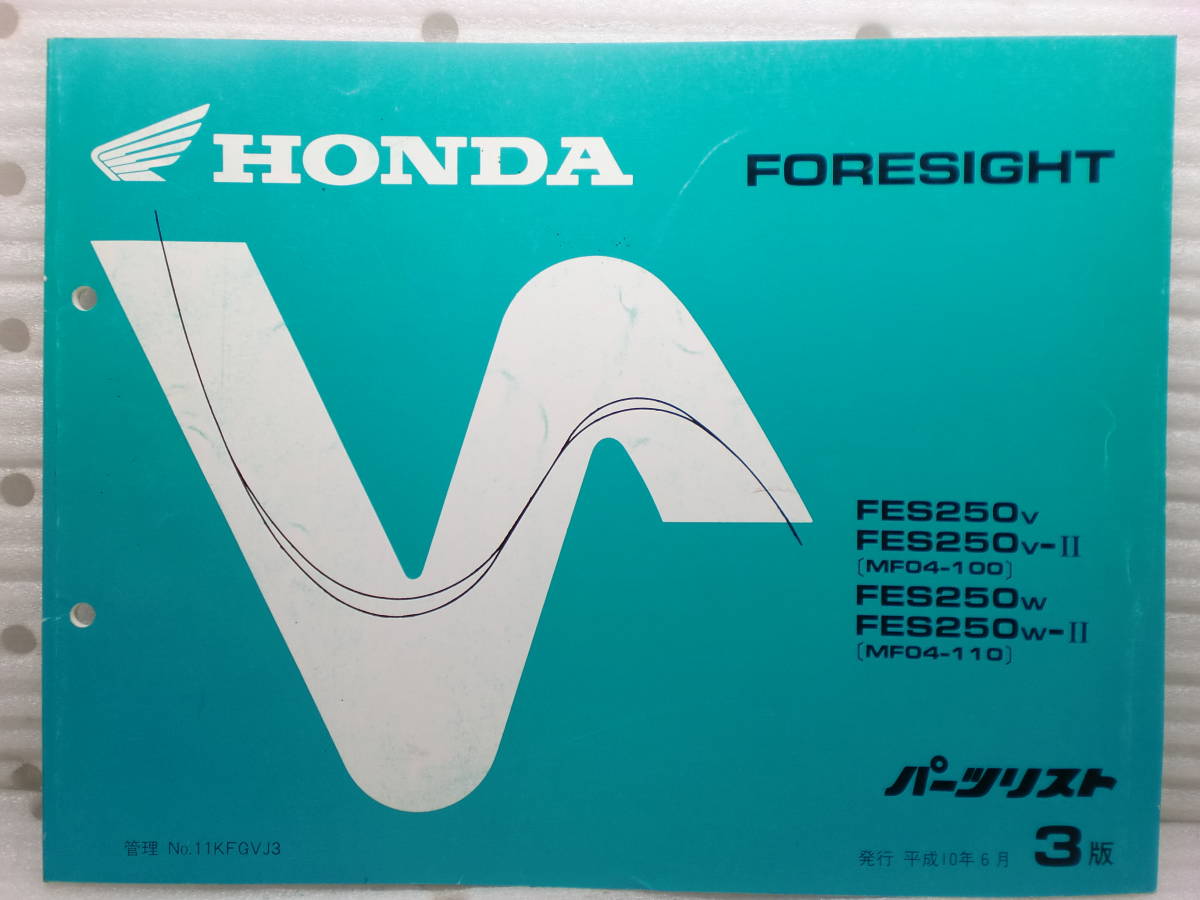 HONDA
FORESIGHT
FES250V
FES250V-II
[MF04-100]
FES250W
FES250W-II
[MF04-110]
パーツリスト
3版
管理 No.11KFGVJ3
発行 平成10年6月